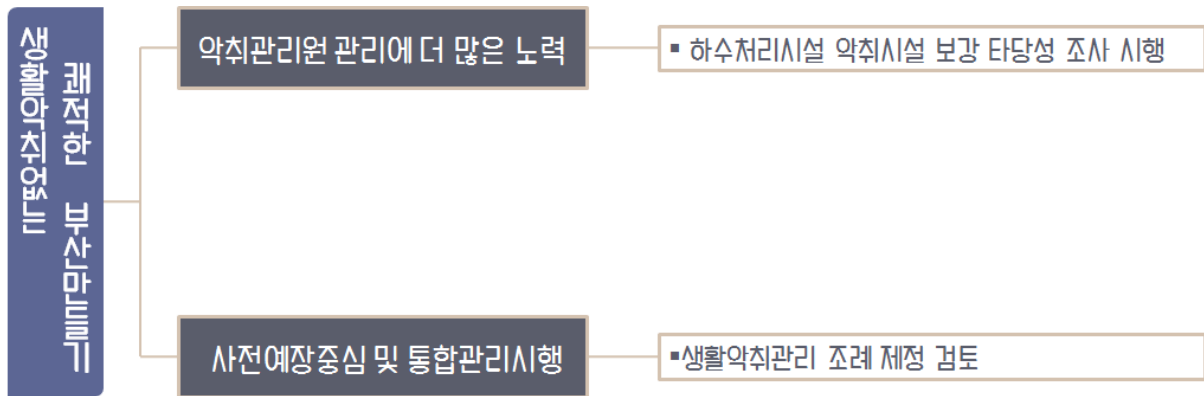 생활악취없는
쾌적한 부산만들기
악취관리원 관리에 더 많은 노력
▪ 하수처리시설 악취시설 보강 타당성 조사 시행
사전예장중심 및 통합관리시행
▪생활악취관리 조례 제정 검토